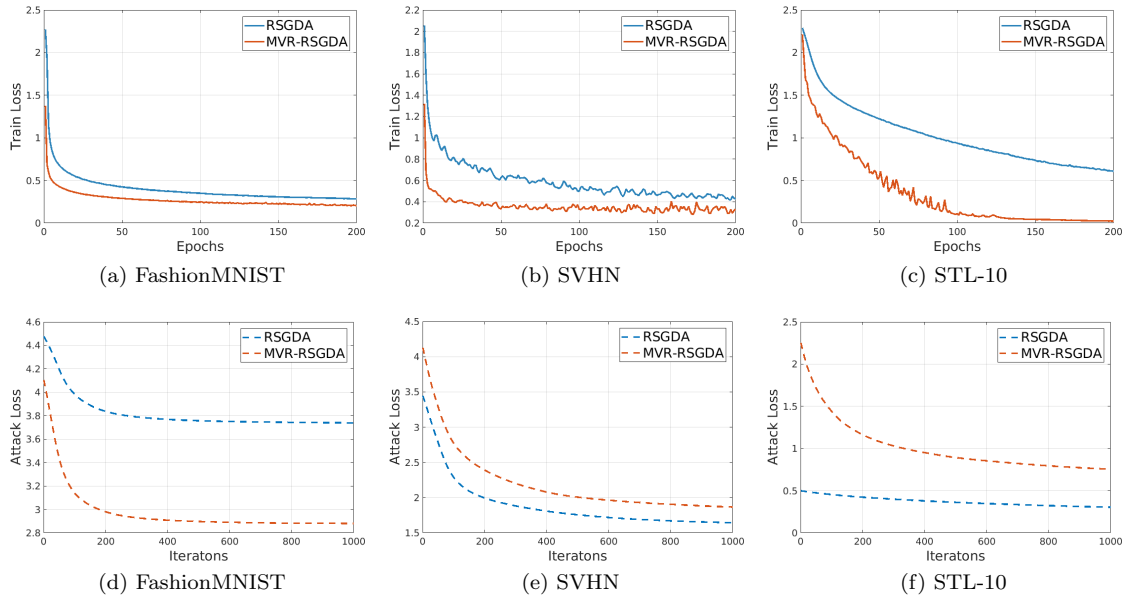 2.5
2
1.5
1
0.5
0
Train Loss
0 50 100 150 200
Epochs
RSGDA
MVR-RSGDA
(a) FashionMNIST
2.2
2
1.8
1.6
1.4
1.2
1
0.8
0.6
0.4
0.2
Train Loss
0 50 100 150 200
Epochs
RSGDA
MVR-RSGDA
(b) SVHN
2.5
2
1.5
1
0.5
0
Train Loss
0 50 100 150 200
Epochs
RSGDA
MVR-RSGDA
(c) STL-10
4.6
4.4
4.2
4
3.8
3.6
3.4
3.2
3
2.8
Attack Loss
0 200 400 600 800 1000
Iteratons
RSGDA
MVR-RSGDA
(d) FashionMNIST
4.5
4
3.5
3
2.5
2
1.5
Attack Loss
0 200 400 600 800 1000
Iteratons
RSGDA
MVR-RSGDA
(e) SVHN
2.5
2
1.5
1
0.5
0
Attack Loss
0 200 400 600 800 1000
Iteratons
RSGDA
MVR-RSGDA
(f) STL-10